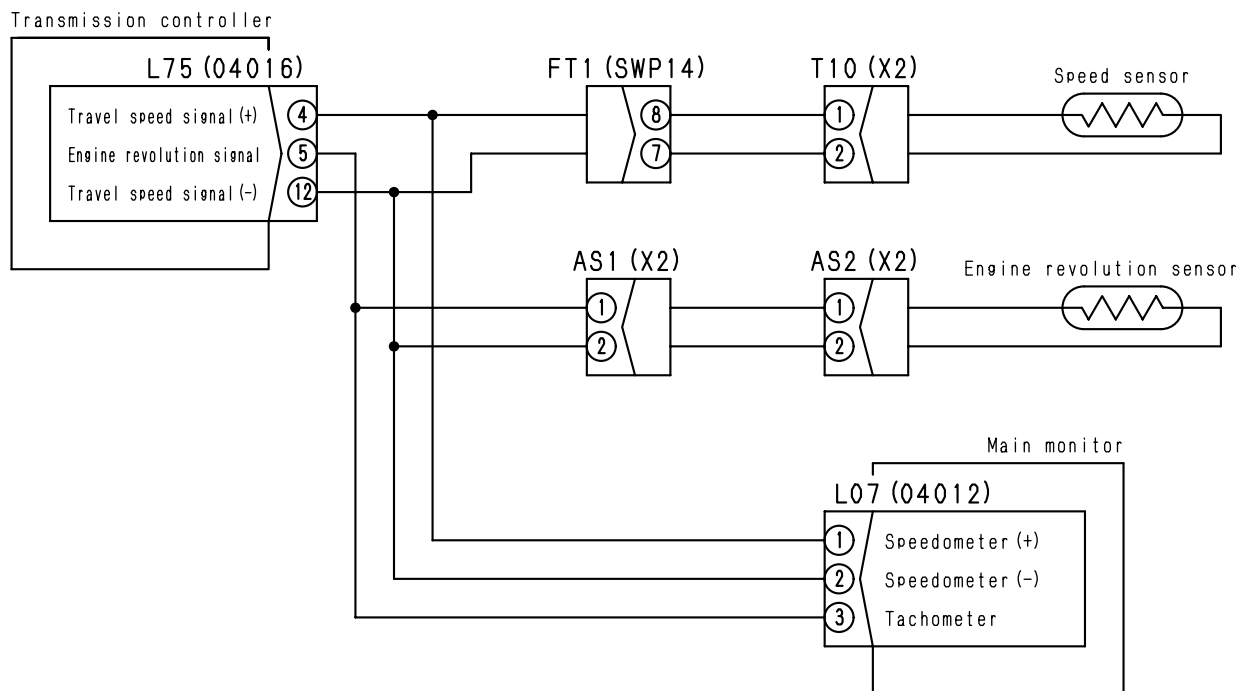 Transmission controller
L75 (04016)
Travel speed signal (+)
4
Engine revolution signal
5
Travel speed signal (-)
12
FT1 (SWP14)
8
7
T10 (X2)
1
2
Speed sensor
AS1 (X2)
1
2
AS2 (X2)
1
2
Engine revolution sensor
Main monitor
L07 (04012)
1
Speedometer (+)
2
Speedometer (-)
3
Tachometer